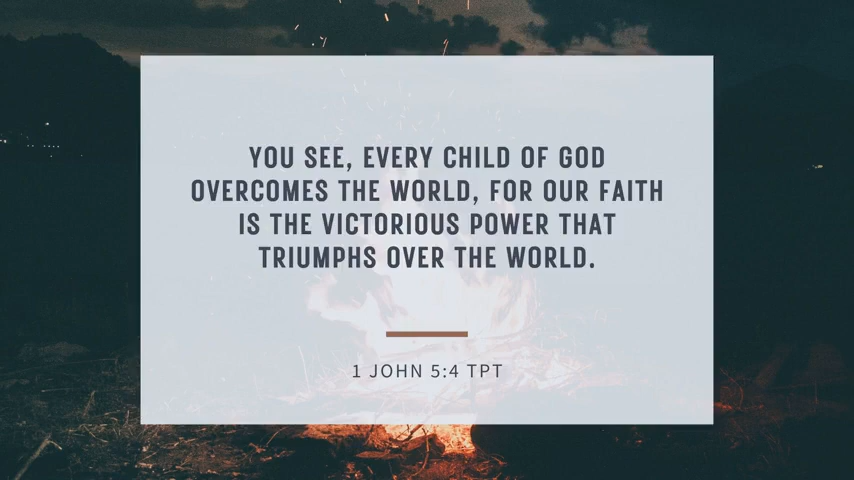 YOU SEE, EVERY CHILD OF GOD
OVERCOMES THE WORLD, FOR OUR FAITH
IS THE VICTORIOUS POWER THAT
TRIUMPHS OVER THE WORLD.
1 JOHN 5:4 TPT